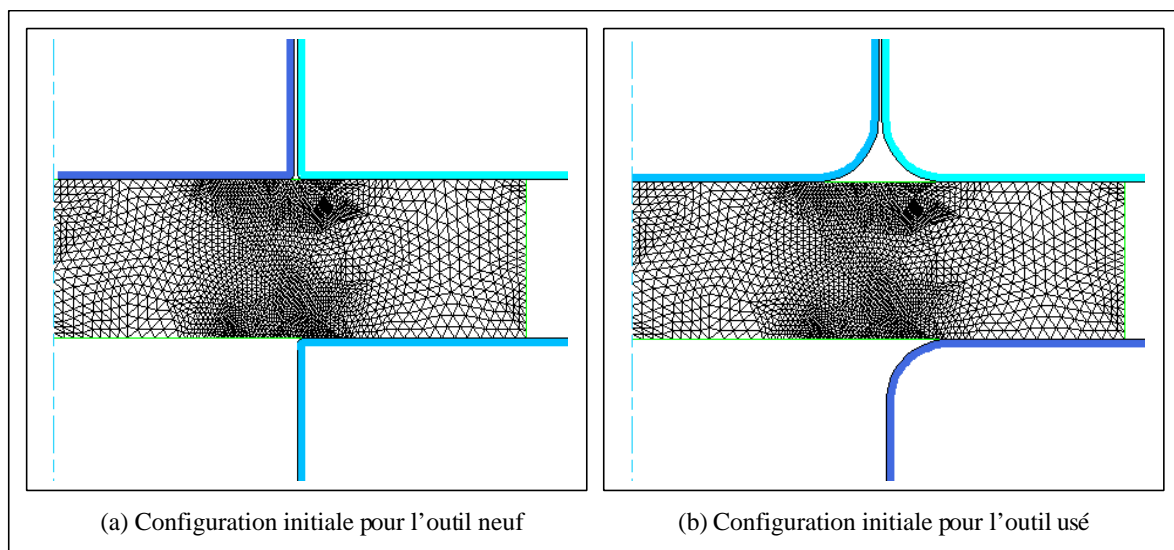 (a) Configuration initiale pour l'outil neuf
(b) Configuration initiale pour l'outil usé